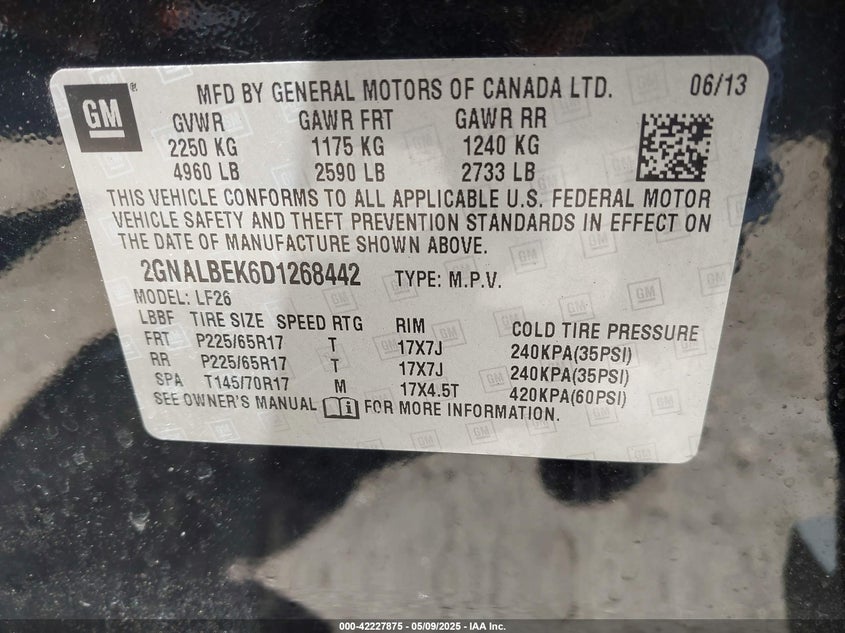 GM
MFD BY GENERAL MOTORS OF CANADA LTD. 06/13
GVWR GAWR FRT GAWR RR
2250 KG 1175 KG 1240 KG
4960 LB 2590 LB 2733 LB
THIS VEHICLE CONFORMS TO ALL APPLICABLE U.S. FEDERAL MOTOR
VEHICLE SAFETY AND THEFT PREVENTION STANDARDS IN EFFECT ON
THE DATE OF MANUFACTURE SHOWN ABOVE.
2GNALBEK6D1268442 TYPE: M.P.V.
MODEL: LF26
LBBF TIRE SIZE SPEED RTG RIM COLD TIRE PRESSURE
FRT P225/65R17 T 17X7J 240KPA(35PSI)
RR P225/65R17 T 17X7J 240KPA(35PSI)
SPA T145/70R17 M 17X4.5T 420KPA(60PSI)
SEE OWNER'S MANUAL FOR MORE INFORMATION.
000-42227875 - 05/09/2025 - IAA Inc.